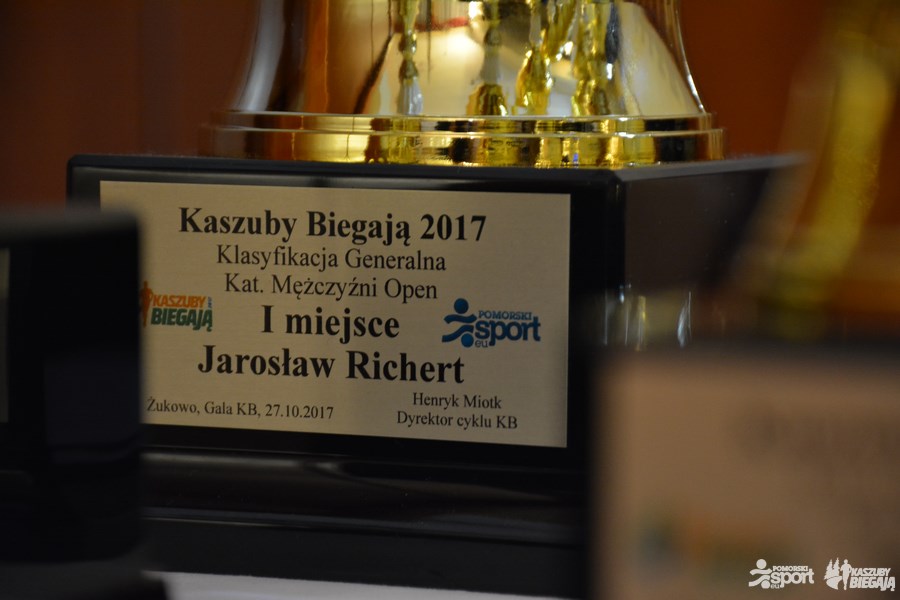 Kaszuby Biegają 2017
Klasyfikacja Generalna
Kat. Mężczyźni Open
I miejsce
Jarosław Richert
KASZUBY
BIEGAJĄ
POMORSKI
sport
eu
Żukowo, Gala KB, 27.10.2017
Henryk Miotk
Dyrektor cyklu KB
POMORSKI
sport
eu
KASZUBY
BIEGAJĄ